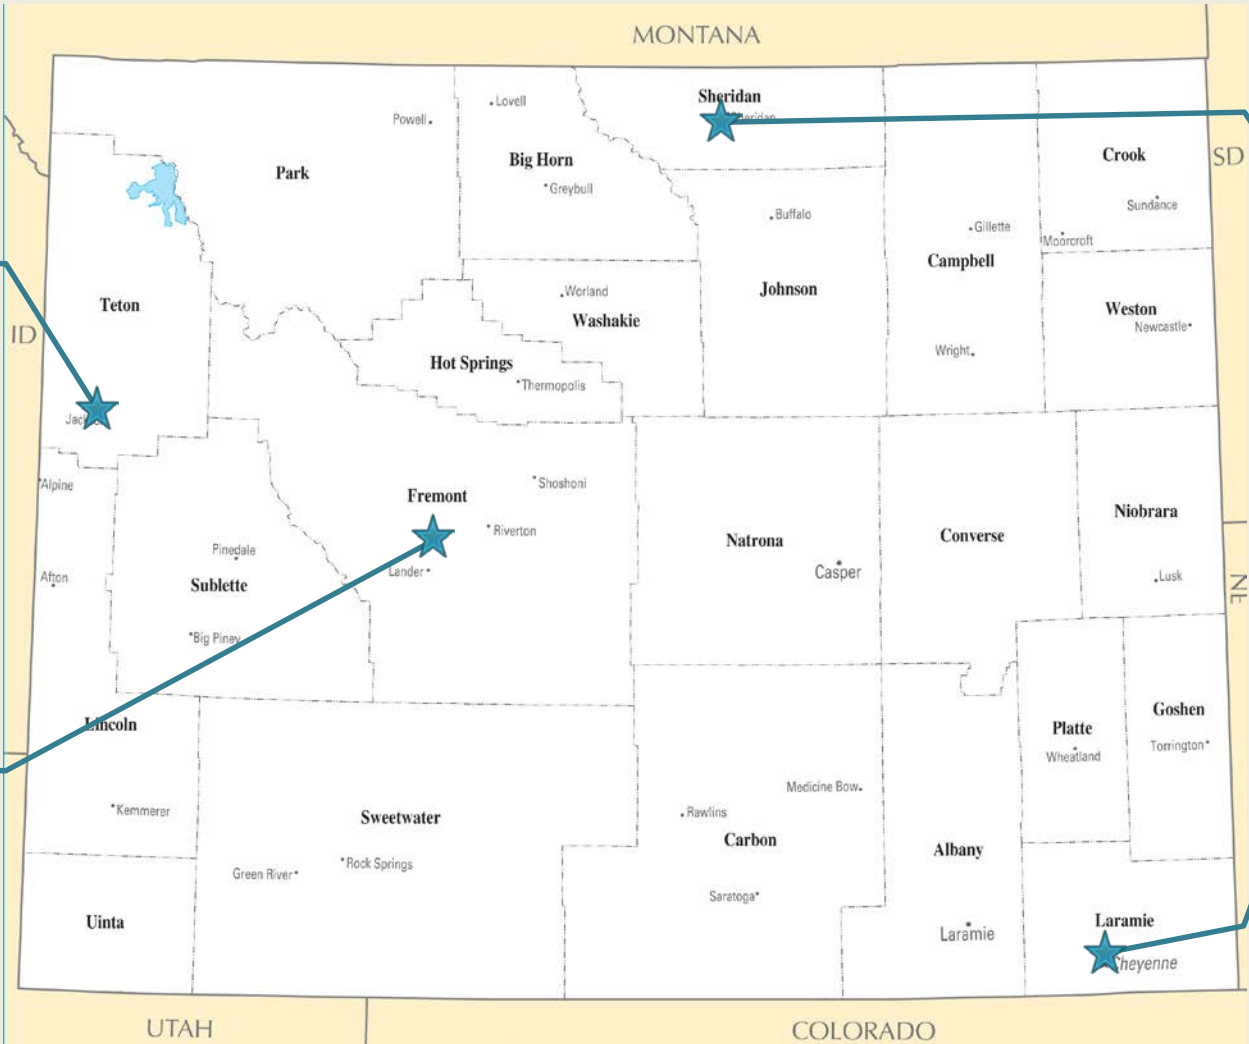 MONTANA
Sheridan
Lovell
Powell
Sheridan
Crook
SD
Big Horn
Park
Greybull
Sundance
Buffalo
Gillette
Moorcroft
Campbell
Johnson
Worland
Teton
Weston
Washakie
Newcastle
ID
Wright
Hot Springs
Thermopolis
Alpine
Shoshoni
Fremont
Niobrara
Riverton
Converse
Natrona
Pinedale
Lander
Casper
Afton
Lusk
Sublette
NE
Big Piney
Goshen
Lincoln
Platte
Torrington
Wheatland
Medicine Bow
Kemmerer
Rawlins
Sweetwater
Carbon
Albany
Rock Springs
Green River
Saratoga
Uinta
Laramie
Laramie
Cheyenne
UTAH
COLORADO